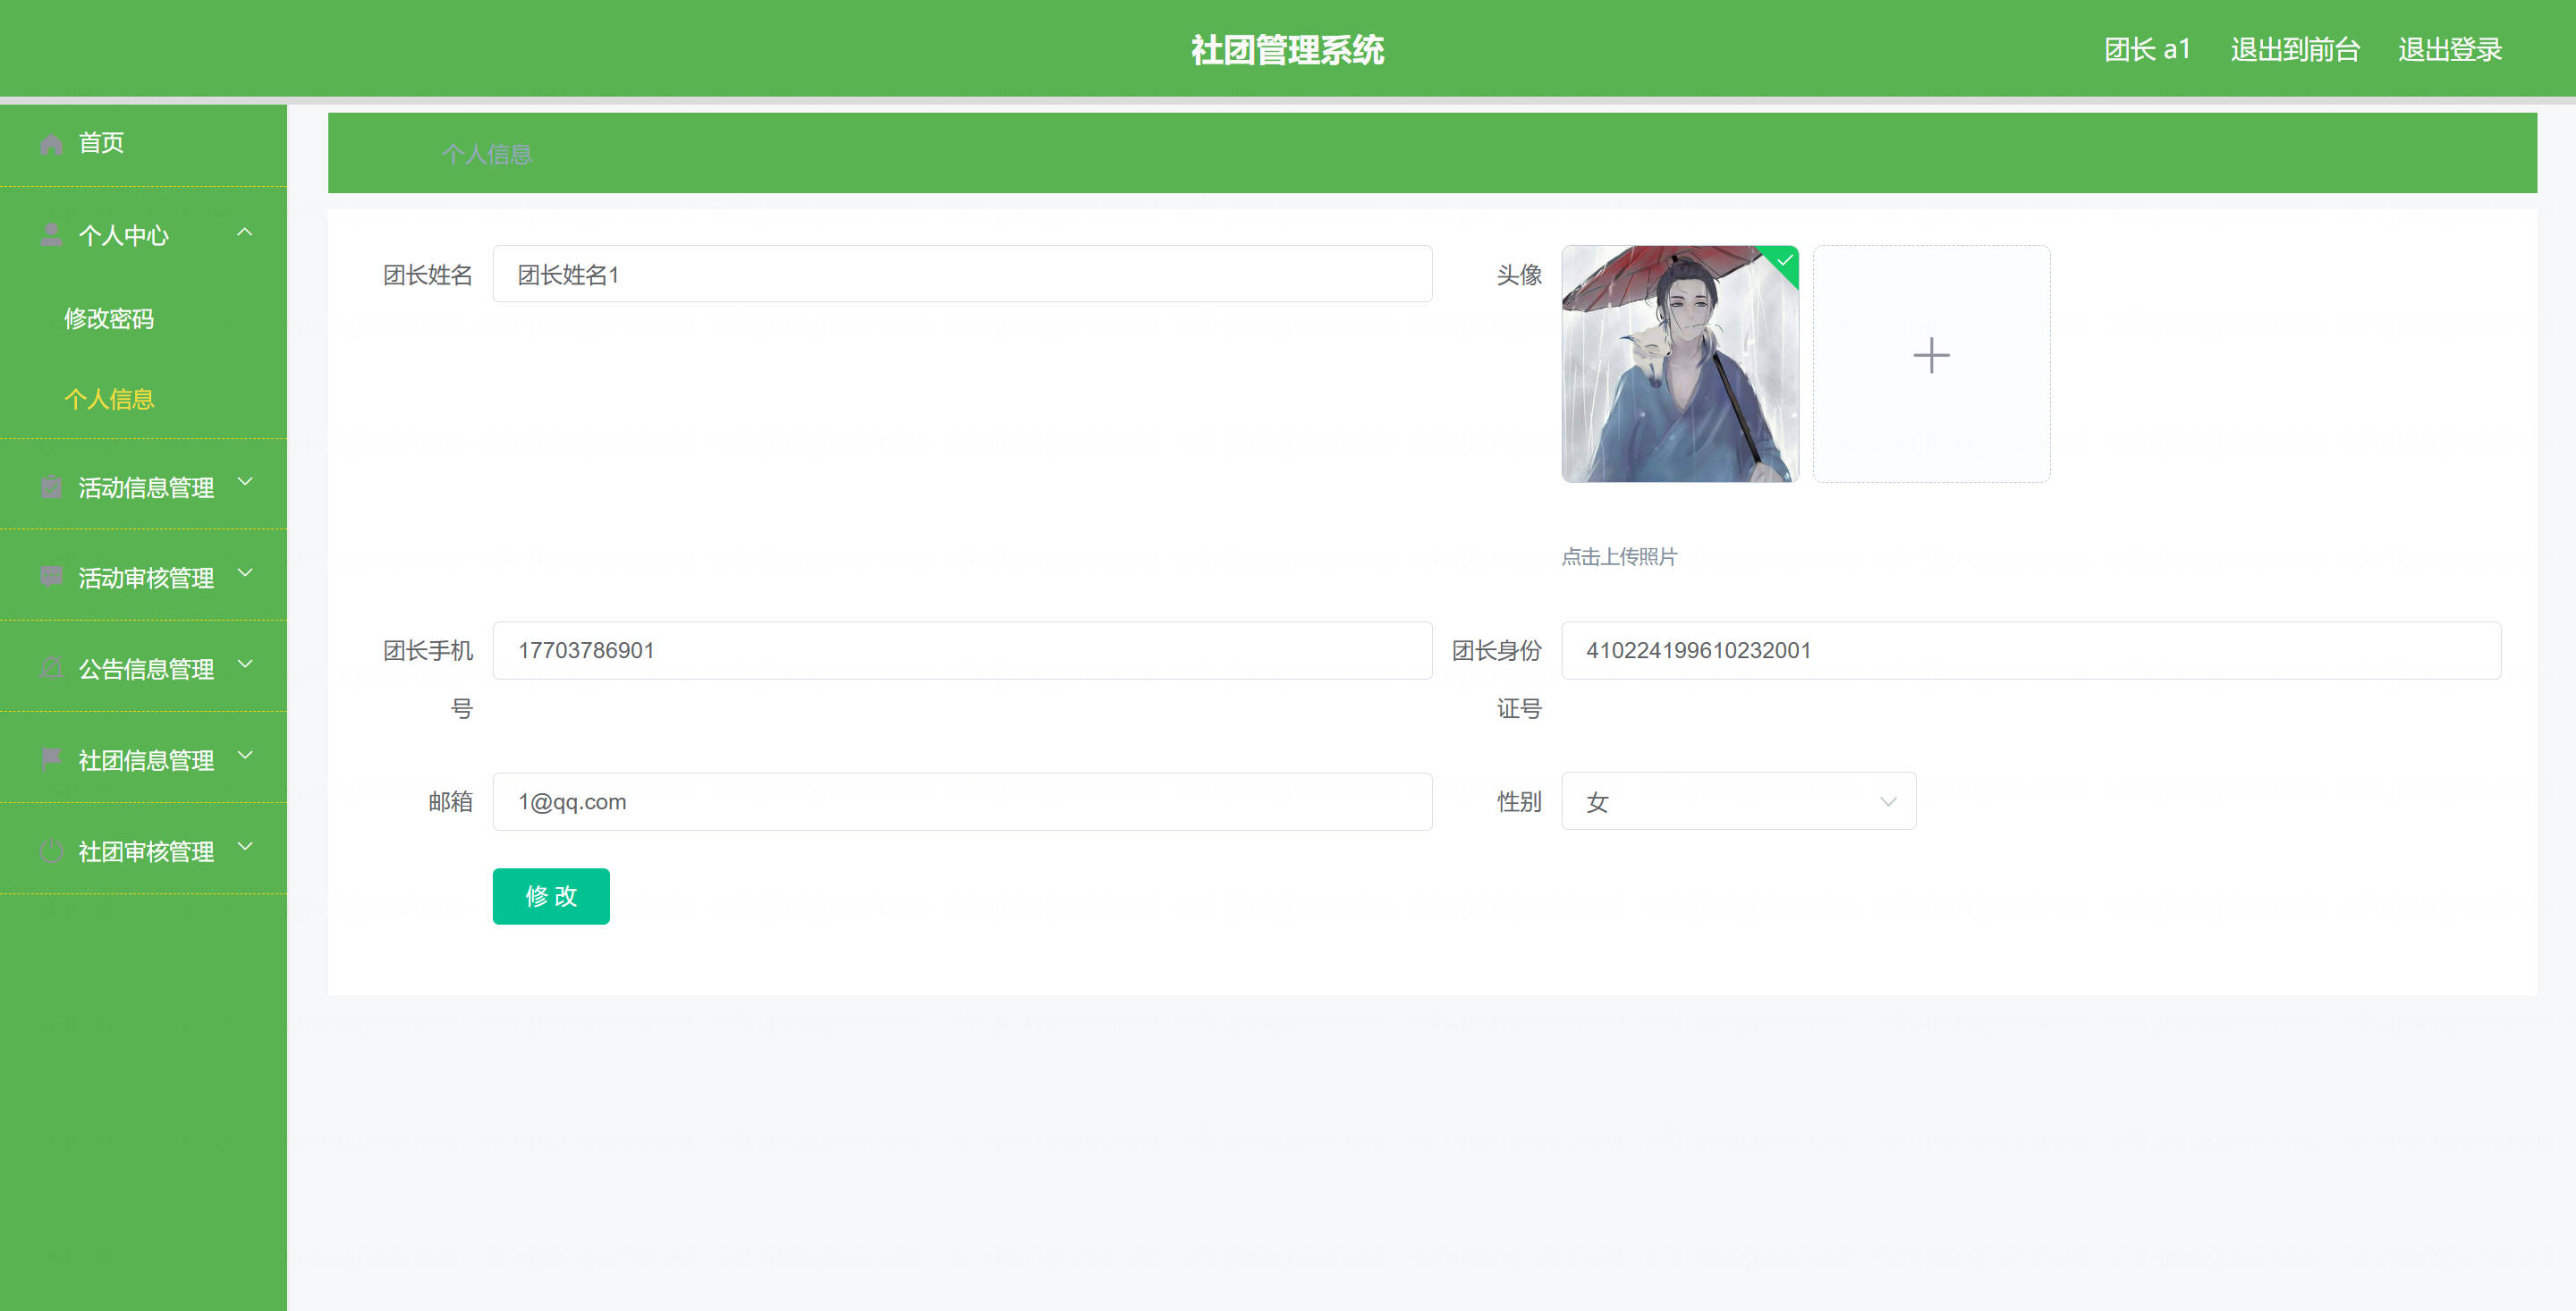 社团管理系统
团长 a1
退出到前台
退出登录
首页
个人中心
修改密码
个人信息
活动信息管理
活动审核管理
公告信息管理
社团信息管理
社团审核管理
个人信息
团长姓名
团长姓名1
头像
点击上传照片
团长手机
号
17703786901
团长身份
证号
410224199610232001
邮箱
1@qq.com
性别
女
修 改